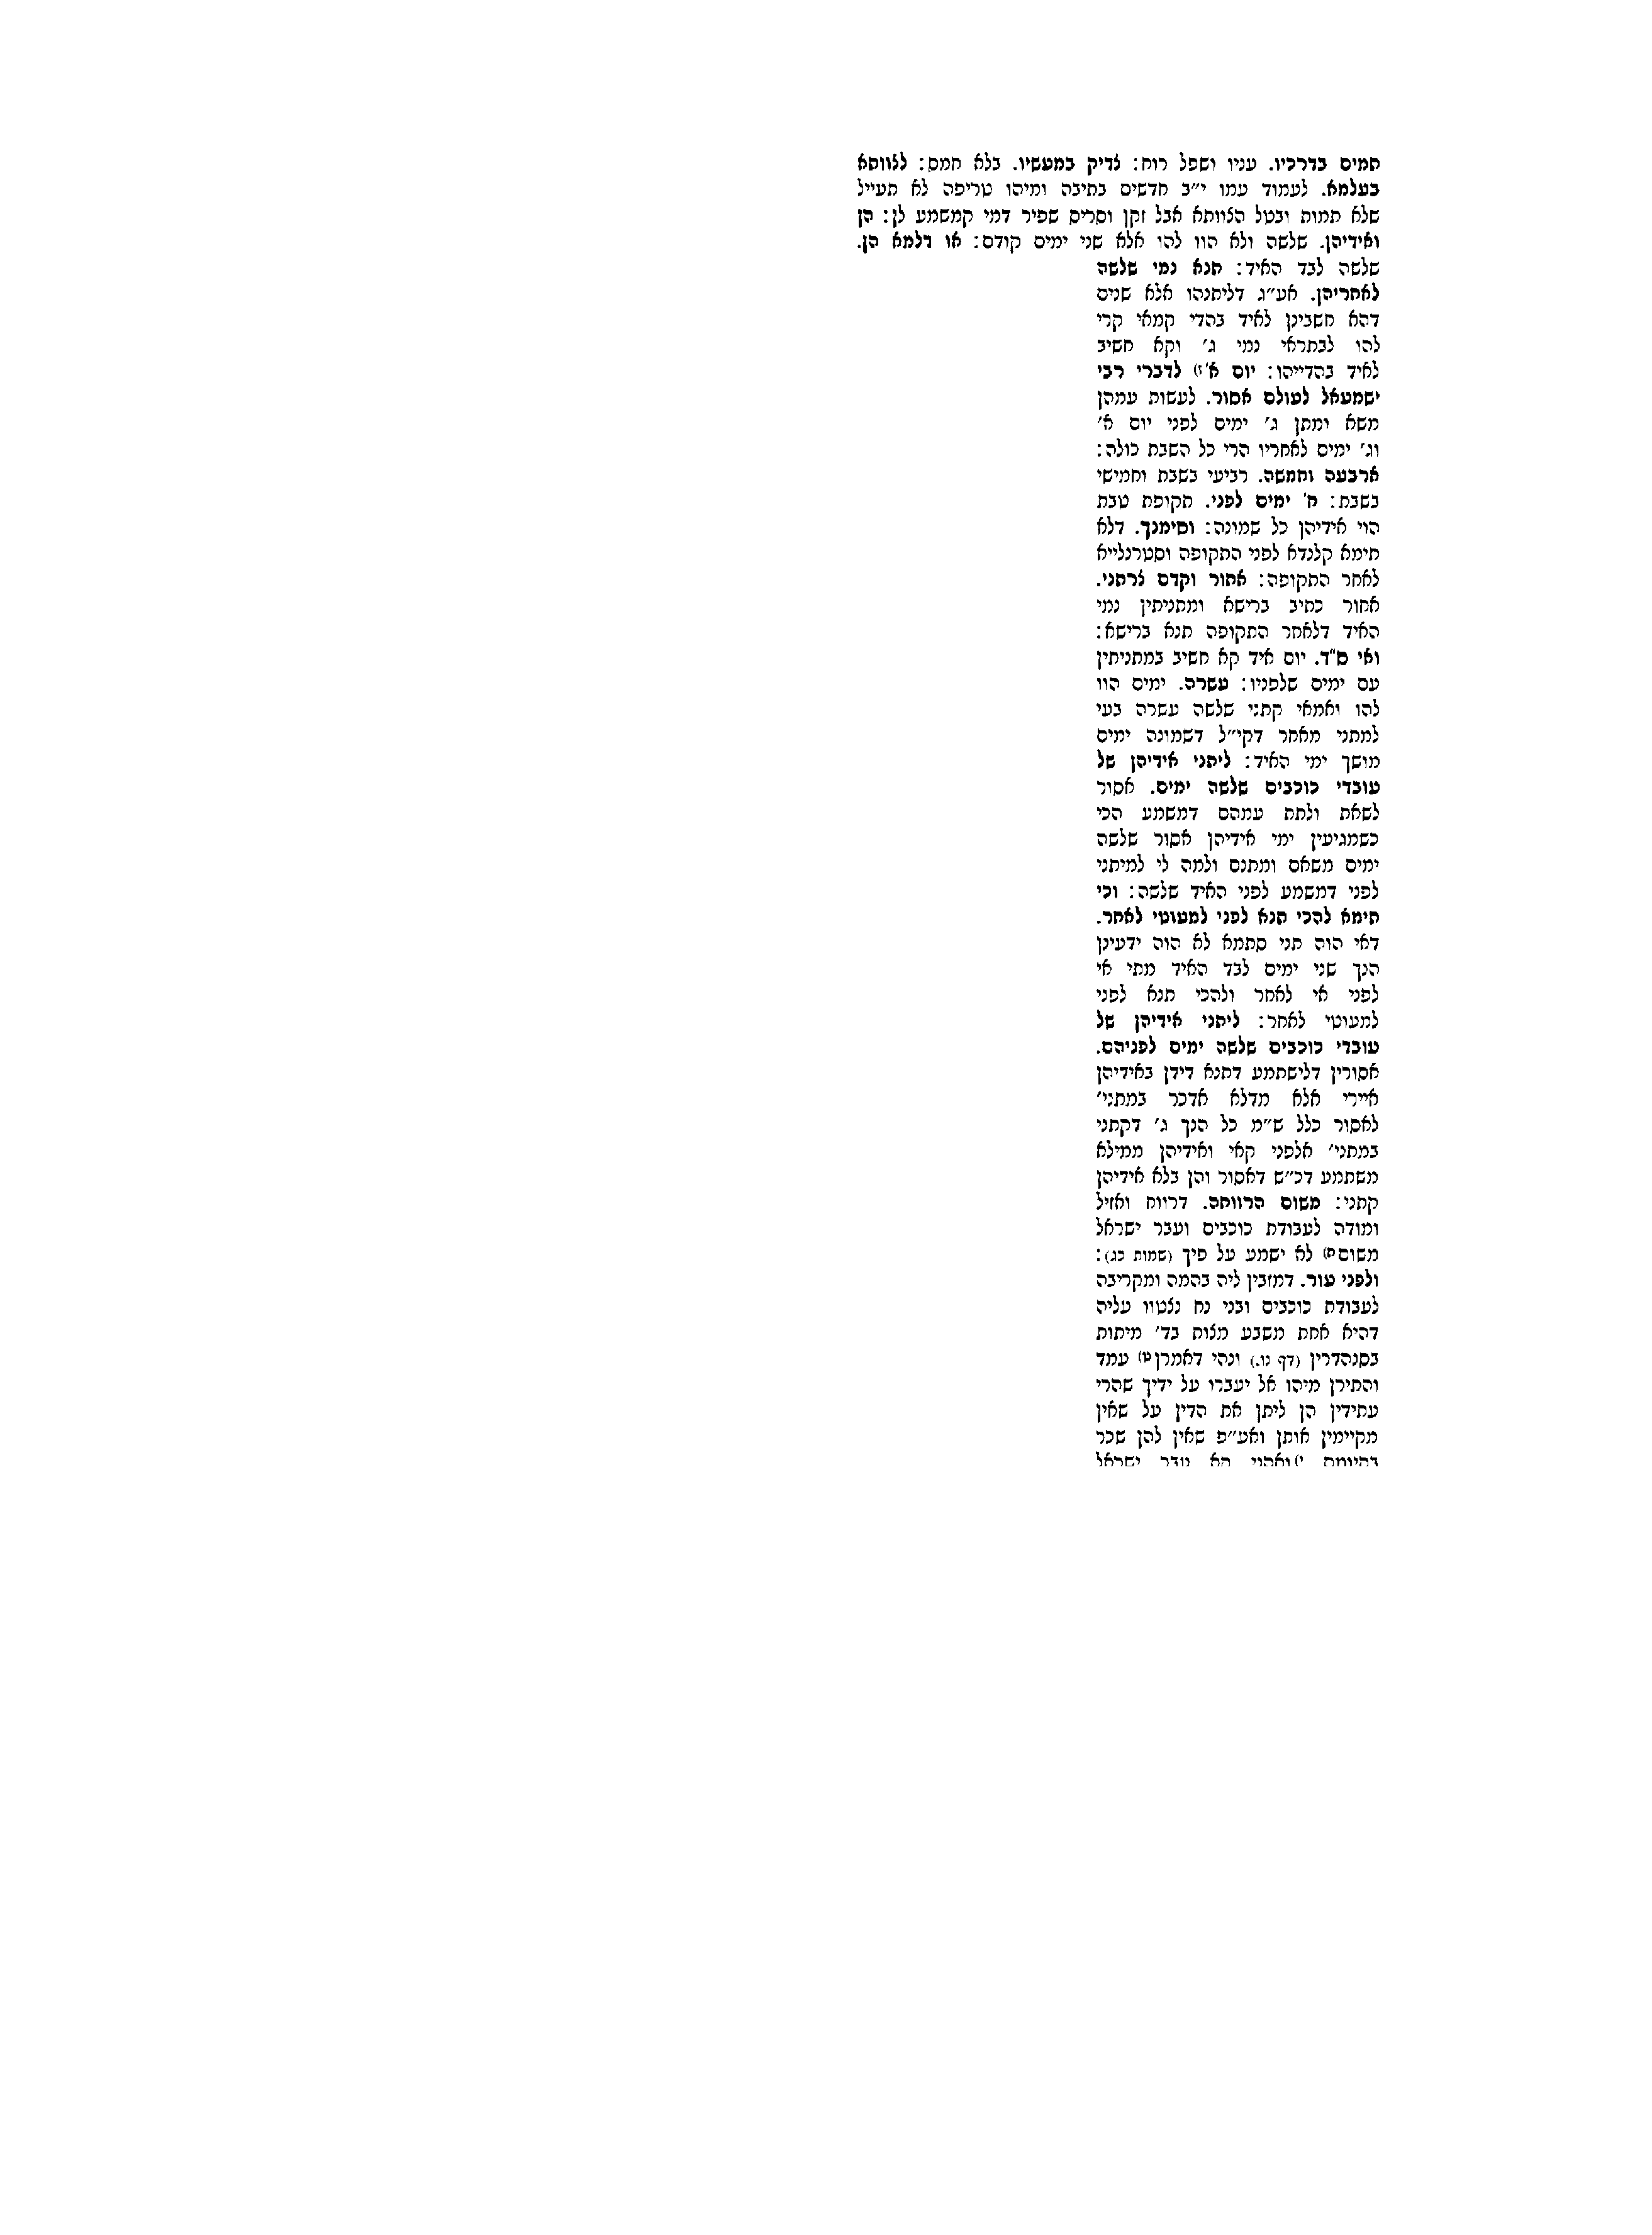 תמים בדרכיו. עניו ושפל רוח: צדיק במעשיו. בלא חמס: לצוותא
בעלמא. לעמוד עמו י״ב חדשים בתיבה ומיהו טריפה לא תעייל
שלא תמות ובטל הצוותא אבל זקן וסריס שפיר דמי קמשמע לן: הן
ואידיהן. שלשה ולא הוו להו אלא שני ימים קודם: או דלמא הן.
שלשה לבד האיד: תנא נמי שלשה
לאחריהן. אע״ג דליתנהו אלא שנים
דהא חשבינן לאיד בהדי קמאי קרי
להו לבתראי נמי ג׳ וקא חשיב
לאיד בהדייהו: יום א׳ ז) לדברי רבי
ישמעאל לעולם אסור. לעשות עמהן
משא ומתן ג׳ ימים לפני יום א׳
וג׳ ימים לאחריו הרי כל השבת כולה:
ארבעה וחמשה. רביעי בשבת וחמישי
בשבת: ח׳ ימים לפני. תקופת טבת
הוי אידיהן כל שמונה: וסימנך. דלא
תימא קלנדא לפני התקופה וסטרנלייא
לאחר התקופה: אחור וקדם צרתני.
אחור כתיב ברישא ומתניתין נמי
האיד דלאחר התקופה תנא ברישא:
ואי ס״ד. יום איד קא חשיב במתניתין
עם ימים שלפניו: עשרה. ימים הוו
להו ואמאי קתני שלשה עשרה בעי
למתני מאחר דקי״ל דשמונה ימים
מושך ימי האיד: ליתני אידיהן של
עובדי כוכבים שלשה ימים. אסור
לשאת ולתת עמהם דמשמע הכי
כשמגיעין ימי אידיהן אסור שלשה
ימים משאם ומתנם ולמה לי למיתני
לפני דמשמע לפני האיד שלשה: וכי
תימא להכי תנא לפני למעוטי לאחר.
דאי הוה תני סתמא לא הוה ידעינן
הנך שני ימים לבד האיד מתי אי
לפני אי לאחר ולהכי תנא לפני
למעוטי לאחר: ליתני אידיהן של
עובדי כוכבים שלשה ימים לפניהם.
אסורין דלישתמע דתנא דידן באידיהן
איירי אלא מדלא אדכר במתני׳
לאסור כלל ש״מ כל הנך ג׳ דקתני
במתני׳ אלפני קאי ואידיהן ממילא
משתמע דכ״ש דאסור והן בלא אידיהן
קתני: משום הרווחה. דרווח ואזיל
ומודה לעבודת כוכבים ועבר ישראל
משום ח) לא ישמע על פיך (שמות כג):
ולפני עור. דמזבין ליה בהמה ומקריבה
לעבודת כוכבים ובני נח נצטוו עליה
דהיא אחת משבע מצות בד׳ מיתות
בסנהדרין (דף נו.) ונהי דאמרן ט) עמד
והתירן מיהו אל יעברו על ידיך שהרי
עתידין הן ליתן את הדין על שאין
מקיימין אותן ואע״פ שאין להן שכר